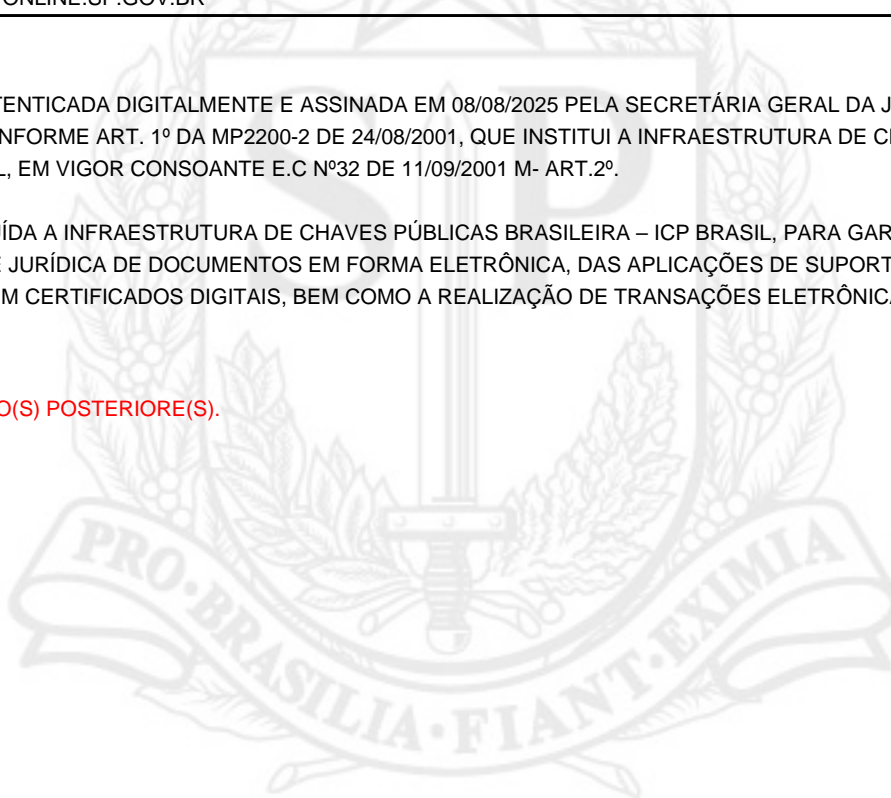 ONLINE.SP.GOV.BR
TENTICADA DIGITALMENTE E ASSINADA EM 08/08/2025 PELA SECRETÁRIA GERAL DA J
NFORME ART. 1º DA MP2200-2 DE 24/08/2001, QUE INSTITUI A INFRAESTRUTURA DE C
L, EM VIGOR CONSOANTE E.C Nº32 DE 11/09/2001 M- ART.2º.
ÍDA A INFRAESTRUTURA DE CHAVES PÚBLICAS BRASILEIRA – ICP BRASIL, PARA GAR
E JURÍDICA DE DOCUMENTOS EM FORMA ELETRÔNICA, DAS APLICAÇÕES DE SUPORT
M CERTIFICADOS DIGITAIS, BEM COMO A REALIZAÇÃO DE TRANSAÇÕES ELETRÔNICA
O(S) POSTERIORE(S).
SP
PRO·BRASILIA·FIANT·EXIMIA